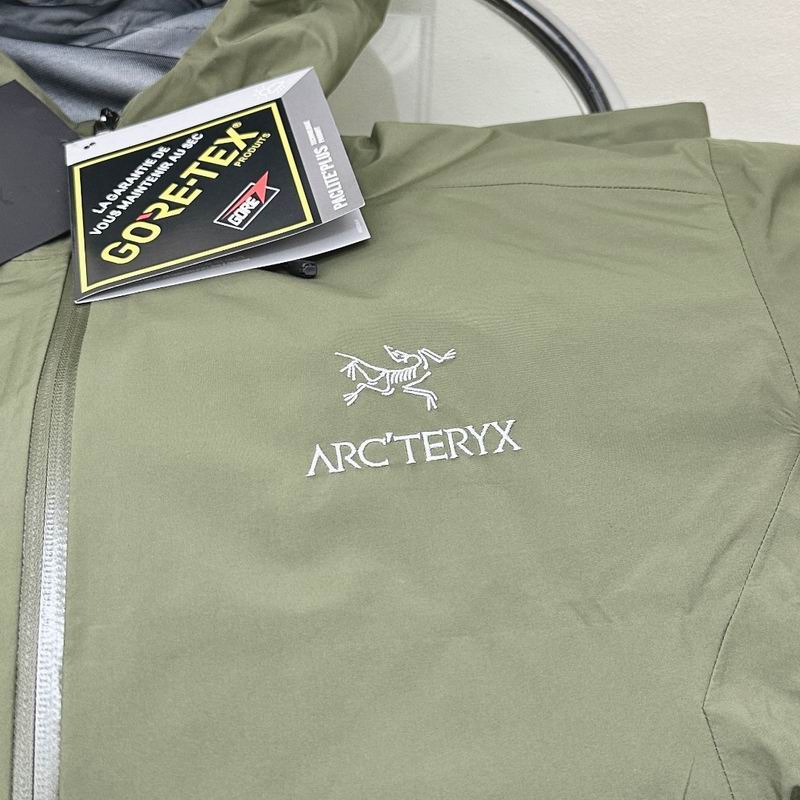 LA GARANTIE DE
VOUS MAINTENIR AU SEC
GORE-TEX®
PRODUITS
GORE
PACLITE® PLUS
ARC'TERYX